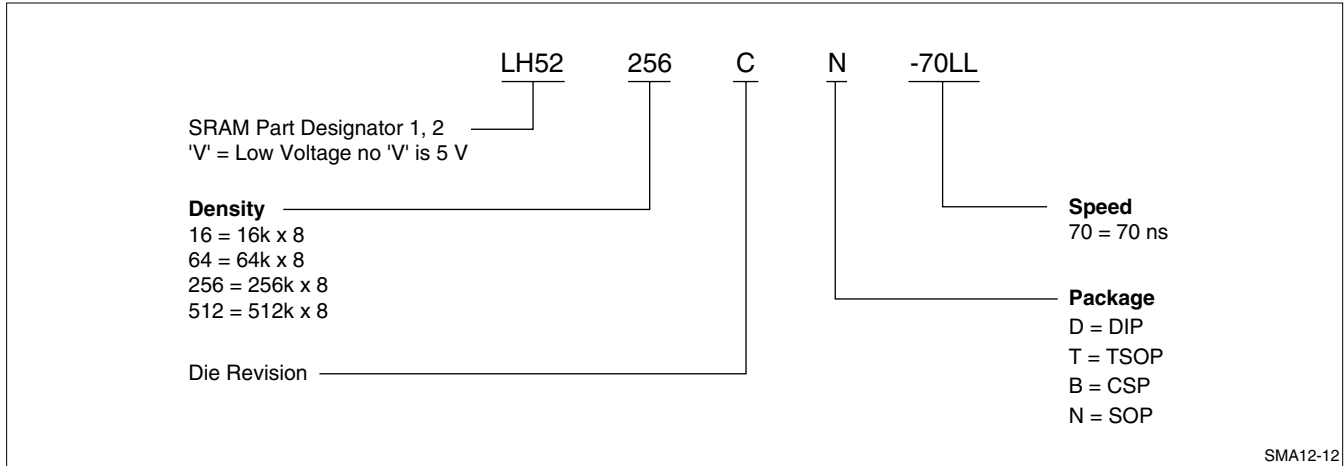 LH52 256 C N -70LL
SRAM Part Designator 1, 2
'V' = Low Voltage no 'V' is 5 V
Density
16 = 16k x 8
64 = 64k x 8
256 = 256k x 8
512 = 512k x 8
Die Revision
Speed
70 = 70 ns
Package
D = DIP
T = TSOP
B = CSP
N = SOP
SMA12-12